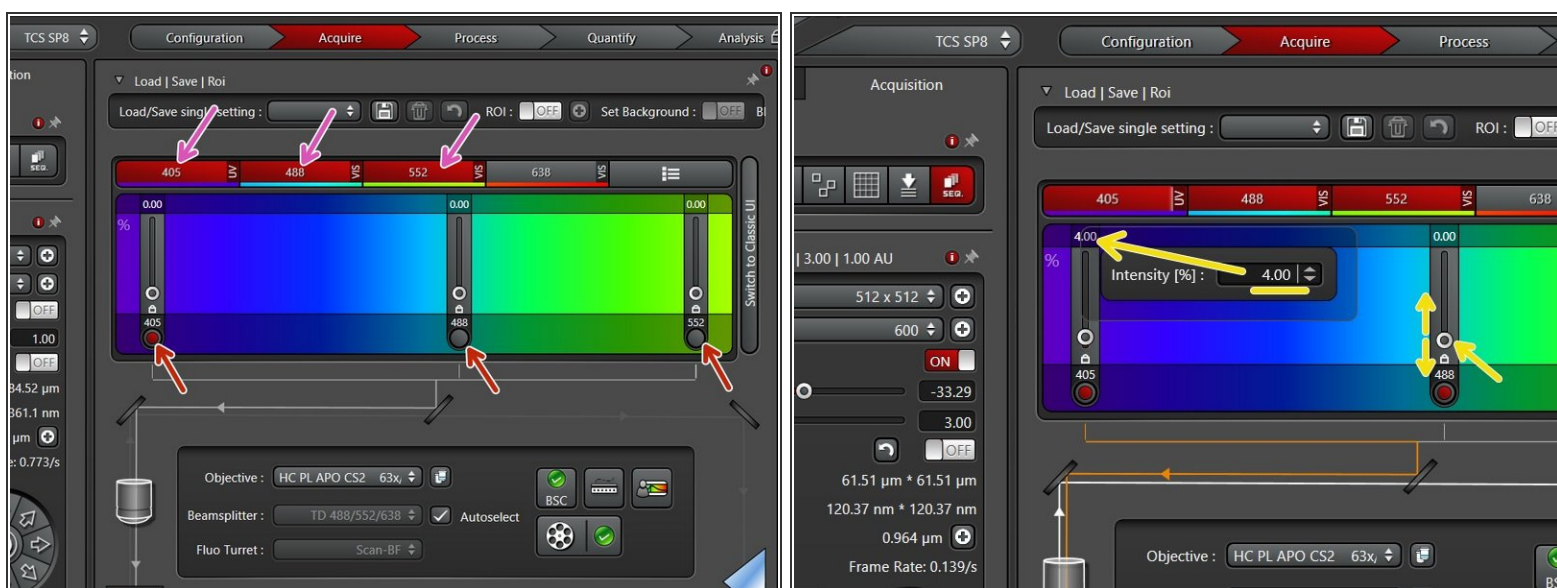 TCS SP8
Configuration
Acquire
Process
Quantify
Analysis
tion
Load | Save | Roi
Load/Save single setting :
ROI :
OFF
Set Background :
OFF
Bl
SEQ.
405
UV
488
VIS
552
VIS
638
VIS
%
0.00
0.00
0.00
405
488
552
Switch to Classic UI
OFF
1.00
OFF
84.52 µm
361.1 nm
µm
e: 0.773/s
Objective :
HC PL APO CS2 63x,
Beamsplitter :
TD 488/552/638
Autoselect
Fluo Turret :
Scan-BF
BSC
TCS SP8
Configuration
Acquire
Process
Acquisition
Load | Save | Roi
Load/Save single setting :
ROI :
OFF
SEQ.
405
UV
488
VIS
552
VIS
638
%
4.00
0.00
Intensity [%] :
4.00
405
488
| 3.00 | 1.00 AU
512 x 512
600
ON
-33.29
3.00
OFF
61.51 µm * 61.51 µm
120.37 nm * 120.37 nm
0.964 µm
Frame Rate: 0.139/s
Objective :
HC PL APO CS2 63x,